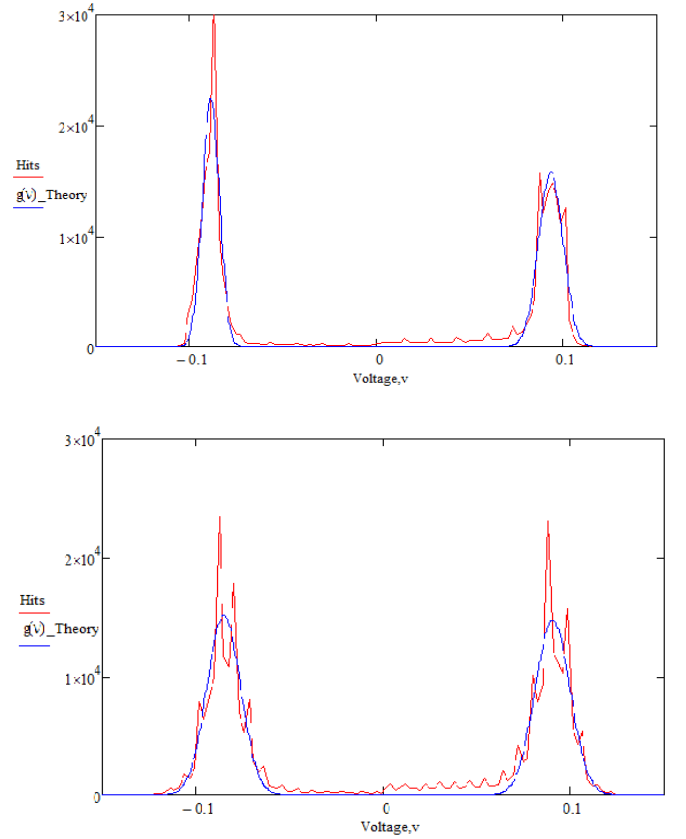 3×10⁴
2×10⁴
Hits
g(v)_Theory
1×10⁴
0
−0.1
0
0.1
Voltage,v
3×10⁴
2×10⁴
Hits
g(v)_Theory
1×10⁴
0
−0.1
0
0.1
Voltage,v